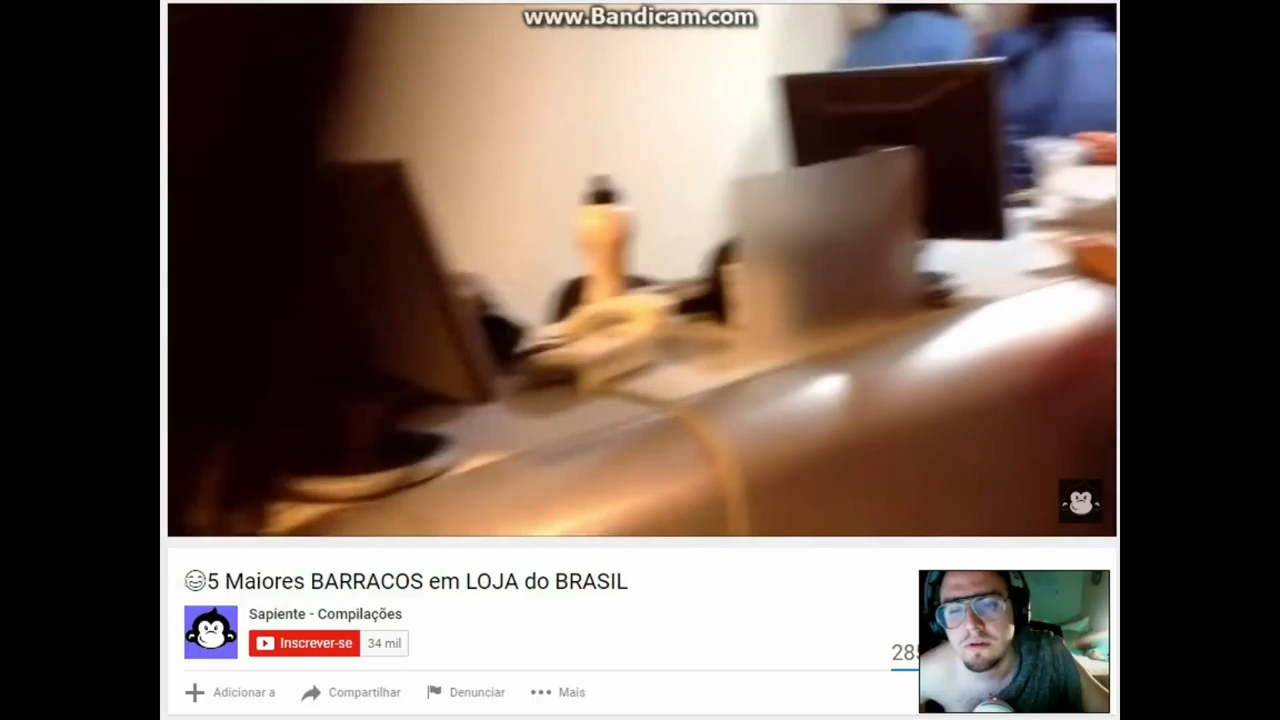 www.Bandicam.com
😂5 Maiores BARRACOS em LOJA do BRASIL
Sapiente - Compilações
Inscrever-se 34 mil
285
Adicionar a Compartilhar Denunciar Mais